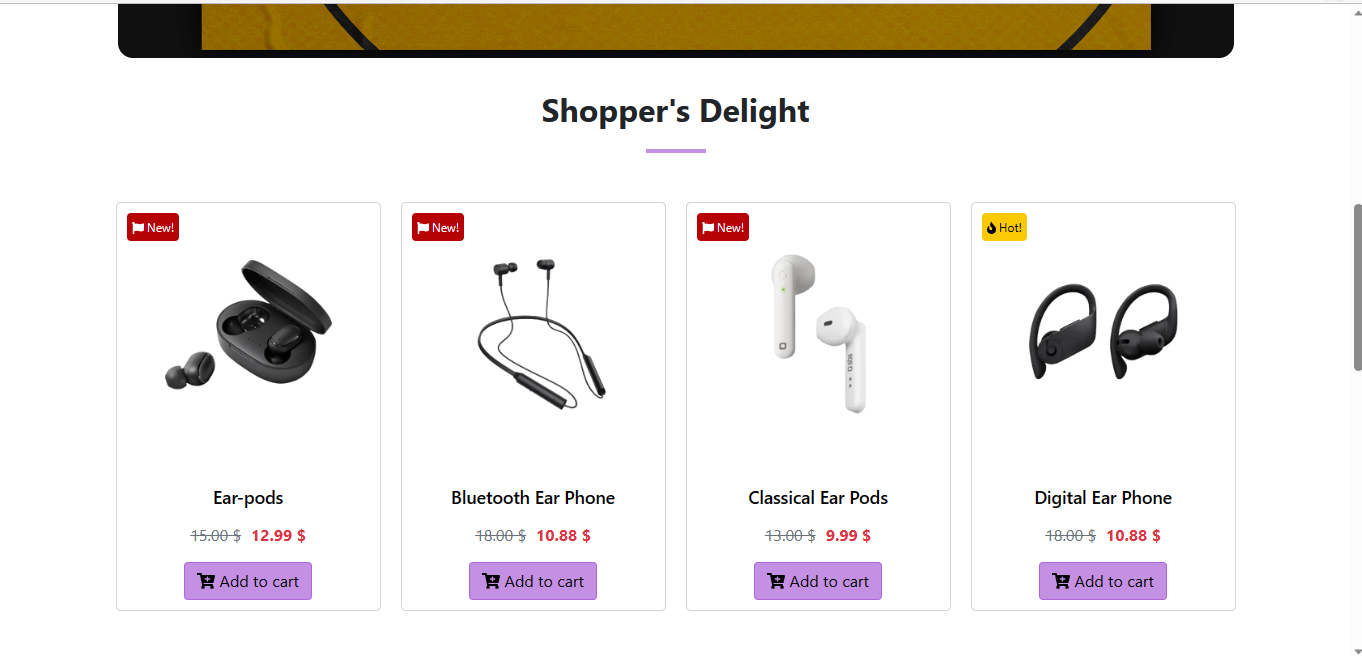 Shopper's Delight
New!
New!
New!
Hot!
Ear-pods
Bluetooth Ear Phone
Classical Ear Pods
Digital Ear Phone
15.00 $ 12.99 $
18.00 $ 10.88 $
13.00 $ 9.99 $
18.00 $ 10.88 $
Add to cart
Add to cart
Add to cart
Add to cart
sbs